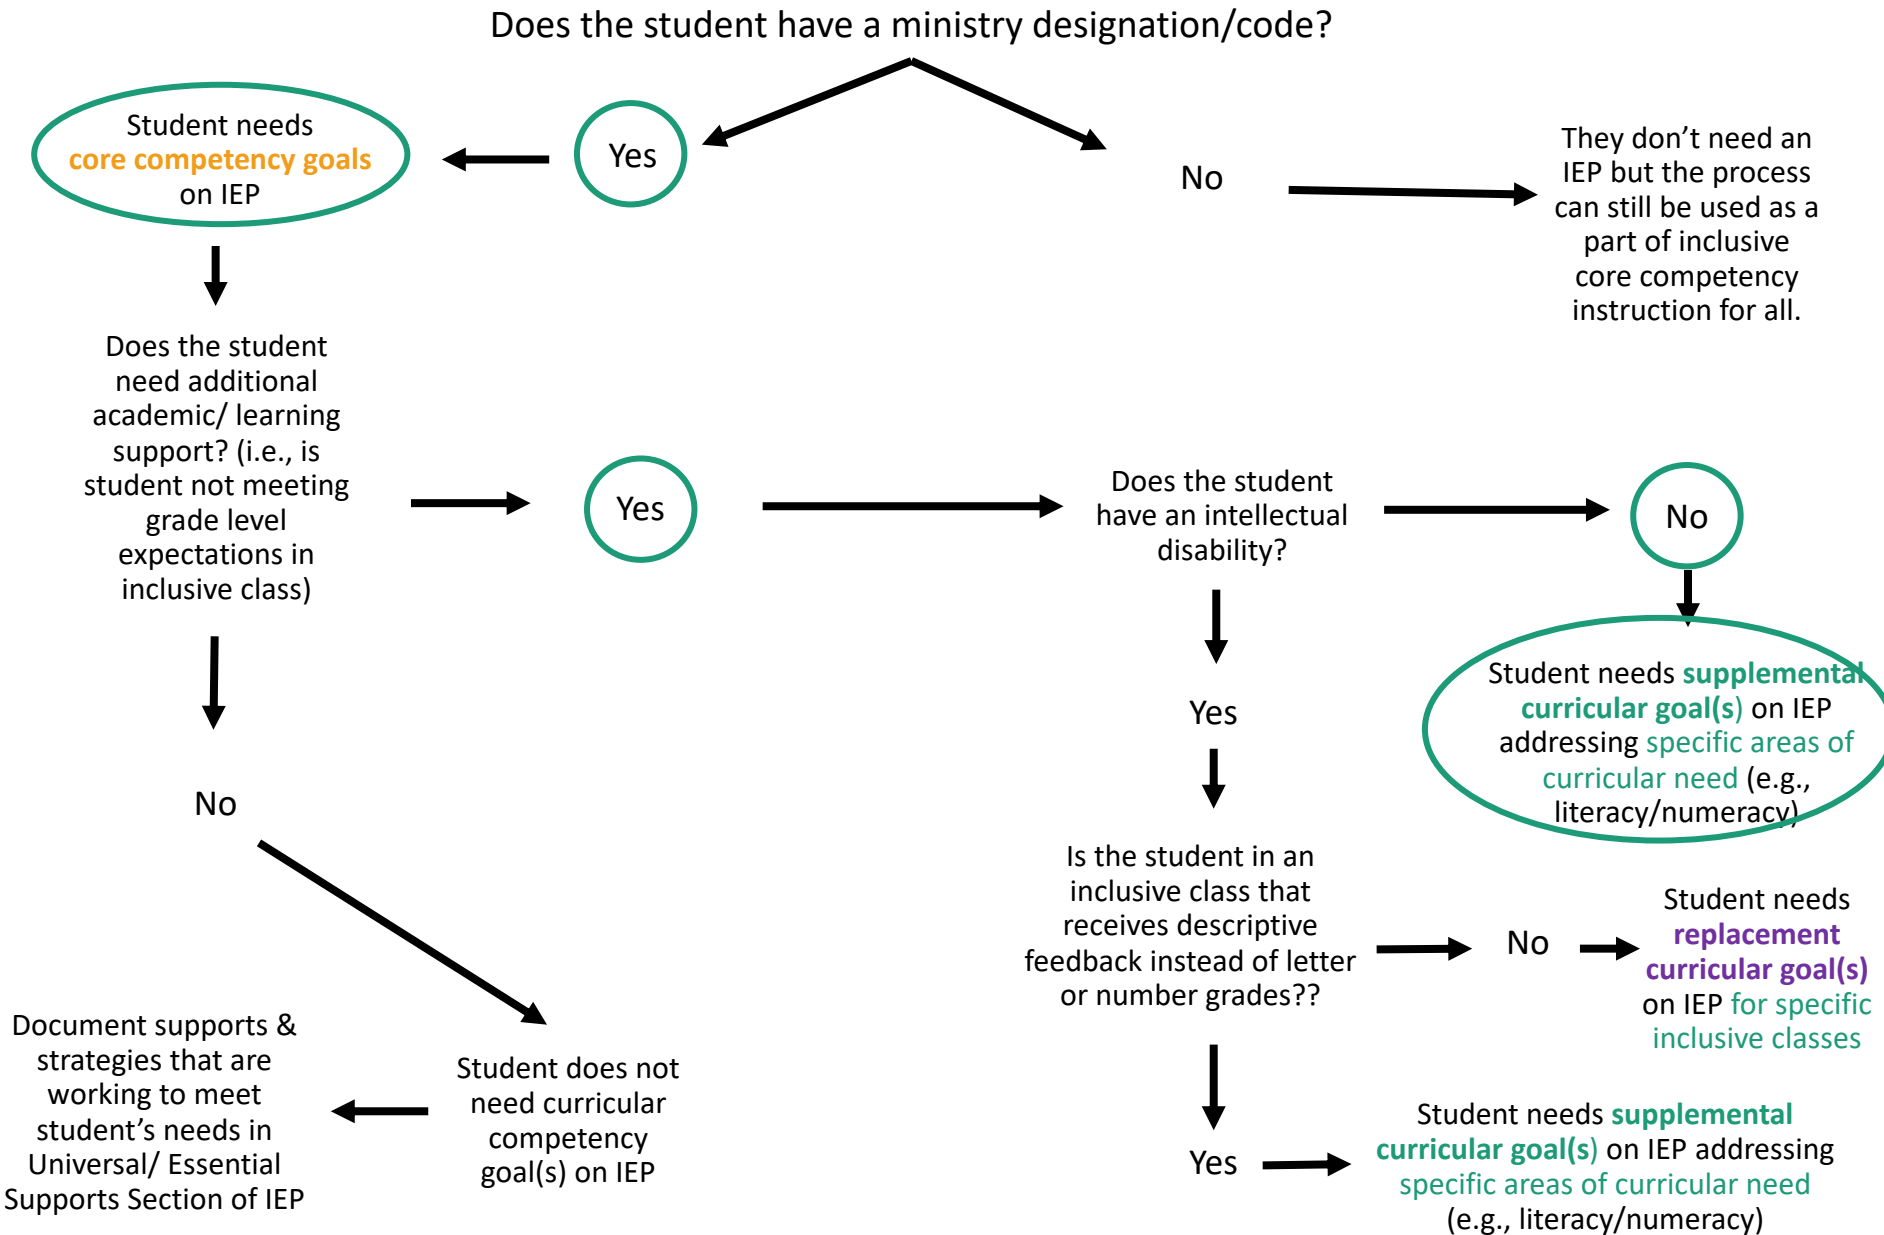 Does the student have a ministry designation/code?
Student needs
core competency goals
on IEP
Yes
No
They don’t need an
IEP but the process
can still be used as a
part of inclusive
core competency
instruction for all.
Does the student
need additional
academic/ learning
support? (i.e., is
student not meeting
grade level
expectations in
inclusive class)
Yes
Does the student
have an intellectual
disability?
No
Student needs supplemental
curricular goal(s) on IEP
addressing specific areas of
curricular need (e.g.,
literacy/numeracy)
Yes
No
Is the student in an
inclusive class that
receives descriptive
feedback instead of letter
or number grades??
No
Student needs
replacement
curricular goal(s)
on IEP for specific
inclusive classes
Document supports &
strategies that are
working to meet
student’s needs in
Universal/ Essential
Supports Section of IEP
Student does not
need curricular
competency
goal(s) on IEP
Yes
Student needs supplemental
curricular goal(s) on IEP addressing
specific areas of curricular need
(e.g., literacy/numeracy)